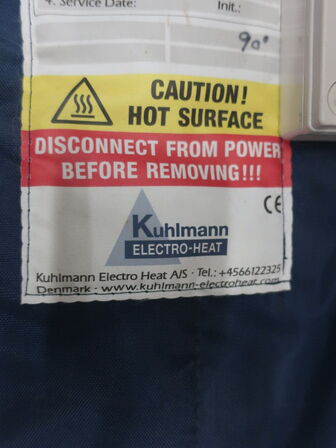 4. Service Date: Init.:
90°
CAUTION!
HOT SURFACE
DISCONNECT FROM POWER
BEFORE REMOVING!!!
CE
Kuhlmann
ELECTRO-HEAT
Kuhlmann Electro Heat A/S · Tel.: +4566122325
Denmark · www.kuhlmann-electroheat.com